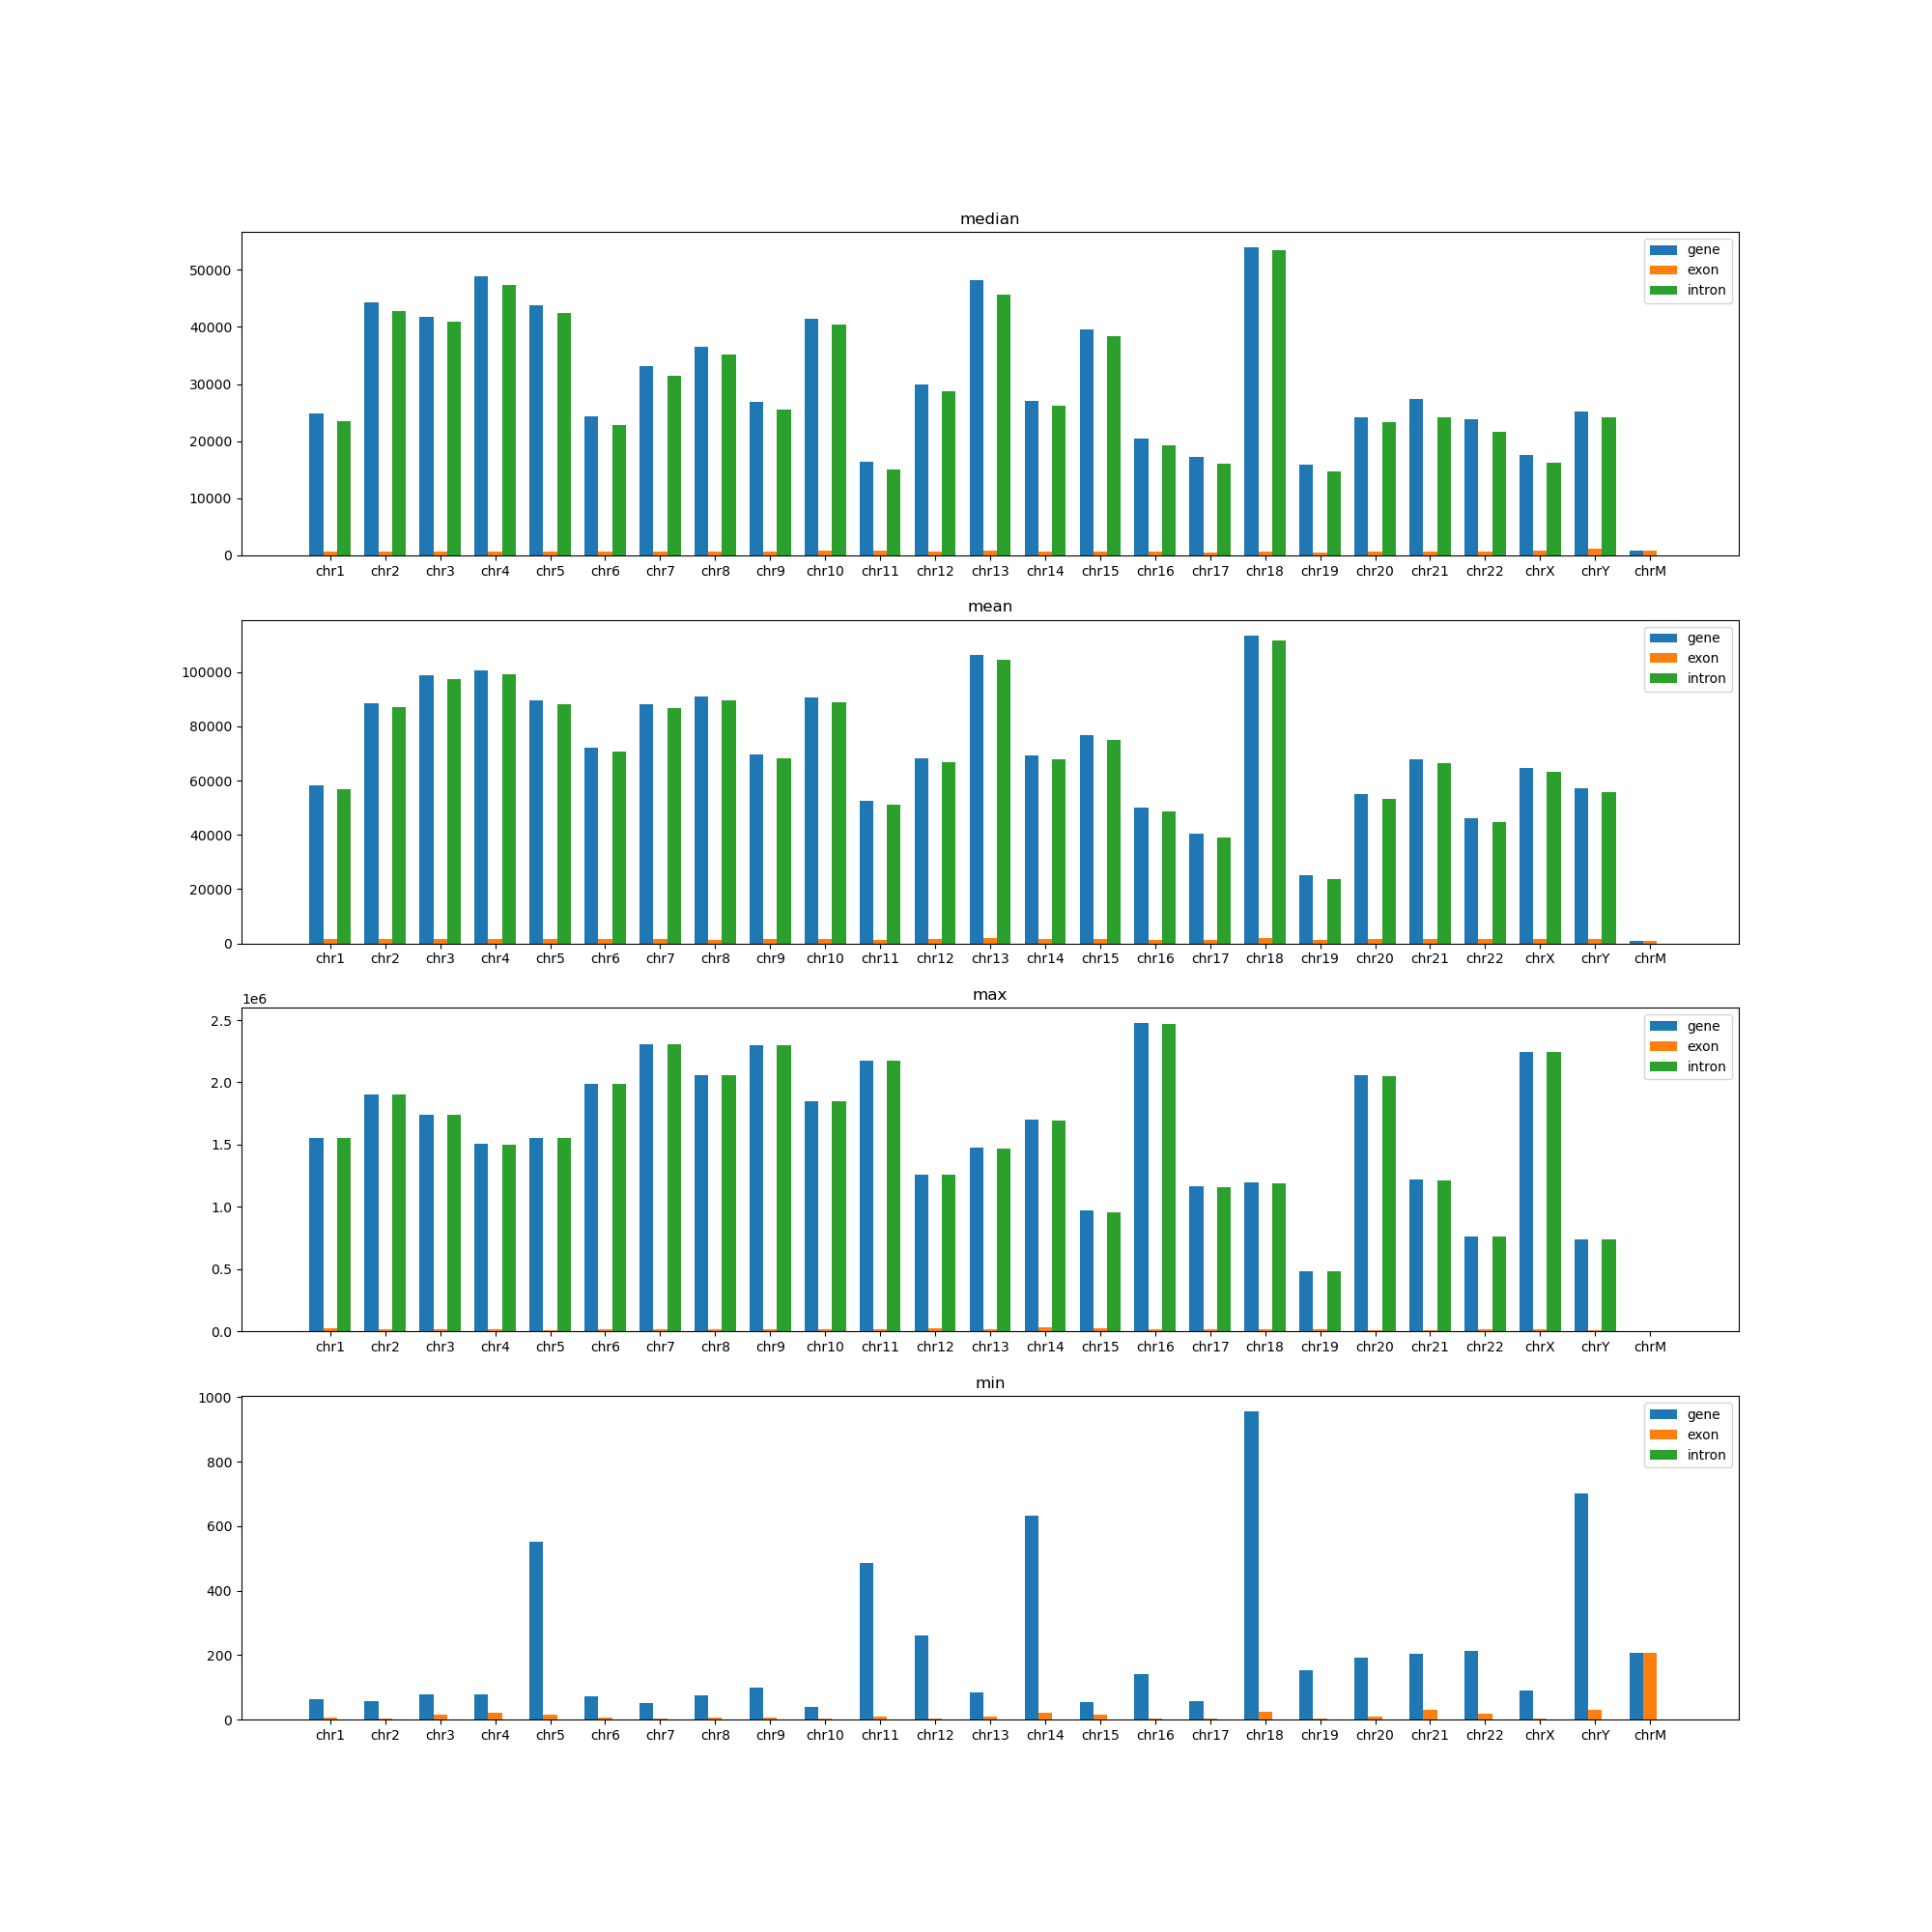 median
50000
40000
30000
20000
10000
0
gene
exon
intron
chr1 chr2 chr3 chr4 chr5 chr6 chr7 chr8 chr9 chr10 chr11 chr12 chr13 chr14 chr15 chr16 chr17 chr18 chr19 chr20 chr21 chr22 chrX chrY chrM
mean
100000
80000
60000
40000
20000
0
gene
exon
intron
chr1 chr2 chr3 chr4 chr5 chr6 chr7 chr8 chr9 chr10 chr11 chr12 chr13 chr14 chr15 chr16 chr17 chr18 chr19 chr20 chr21 chr22 chrX chrY chrM
max
1e6
2.5
2.0
1.5
1.0
0.5
0.0
gene
exon
intron
chr1 chr2 chr3 chr4 chr5 chr6 chr7 chr8 chr9 chr10 chr11 chr12 chr13 chr14 chr15 chr16 chr17 chr18 chr19 chr20 chr21 chr22 chrX chrY chrM
min
1000
800
600
400
200
0
gene
exon
intron
chr1 chr2 chr3 chr4 chr5 chr6 chr7 chr8 chr9 chr10 chr11 chr12 chr13 chr14 chr15 chr16 chr17 chr18 chr19 chr20 chr21 chr22 chrX chrY chrM